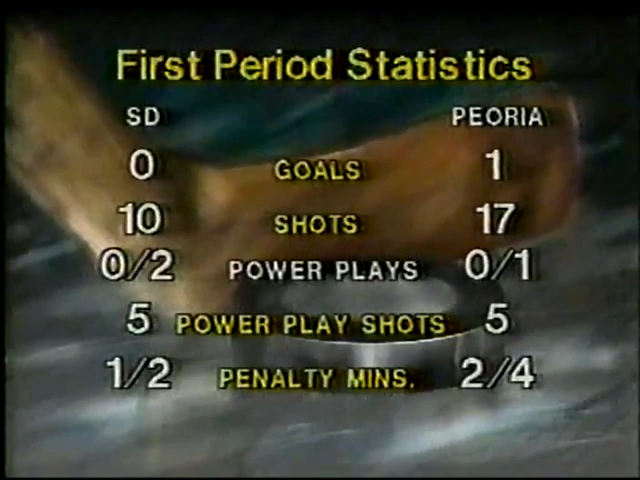 First Period Statistics
SD PEORIA
0 GOALS 1
10 SHOTS 17
0/2 POWER PLAYS 0/1
5 POWER PLAY SHOTS 5
1/2 PENALTY MINS. 2/4